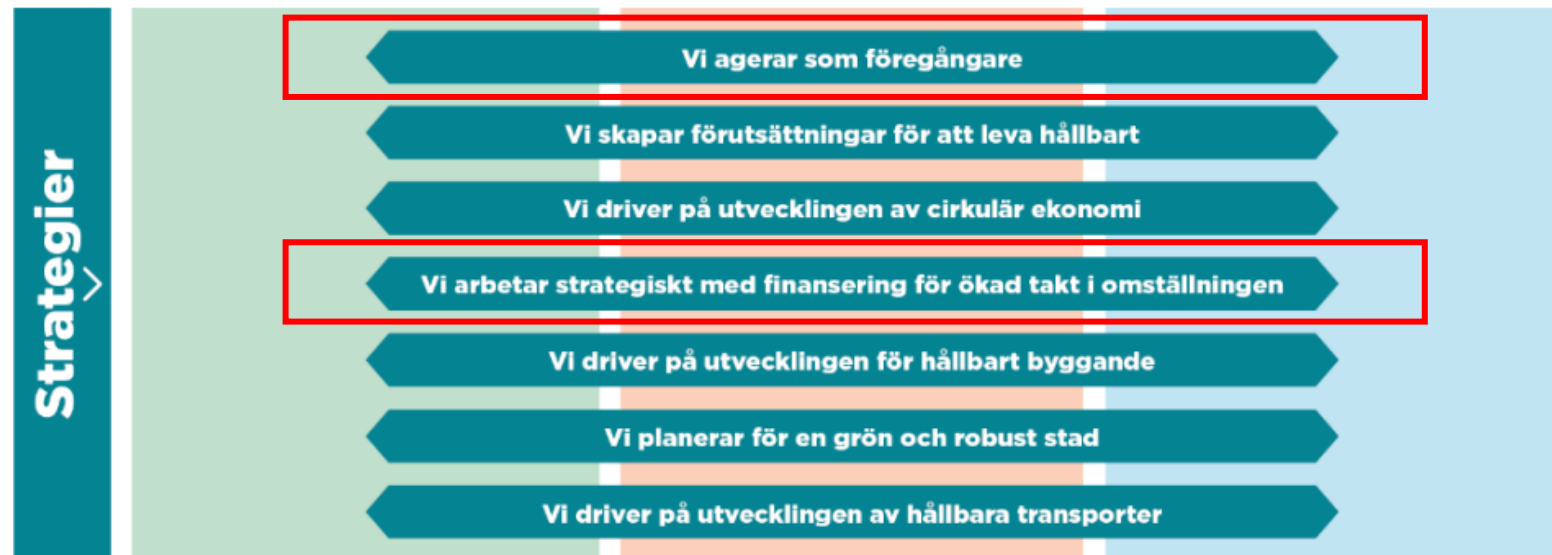 Strategier
Vi agerar som föregångare
Vi skapar förutsättningar för att leva hållbart
Vi driver på utvecklingen av cirkulär ekonomi
Vi arbetar strategiskt med finansering för ökad takt i omställningen
Vi driver på utvecklingen för hållbart byggande
Vi planerar för en grön och robust stad
Vi driver på utvecklingen av hållbara transporter